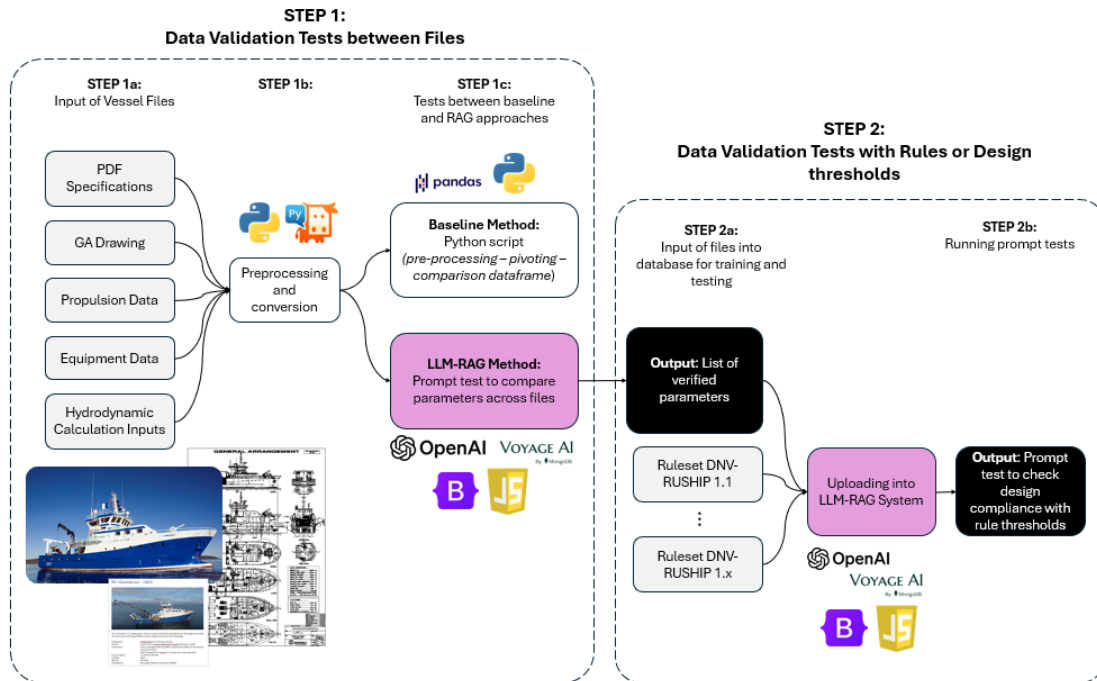 STEP 1:
Data Validation Tests between Files
STEP 1a:
Input of Vessel Files
STEP 1b:
STEP 1c:
Tests between baseline
and RAG approaches
PDF
Specifications
GA Drawing
Propulsion Data
Equipment Data
Hydrodynamic
Calculation Inputs
Py
Preprocessing
and
conversion
pandas
Baseline Method:
Python script
(pre-processing – pivoting –
comparison dataframe)
LLM-RAG Method:
Prompt test to compare
parameters across files
OpenAI
VOYAGE AI
By MongoDB
B
JS
GENERAL ARRANGEMENT
STEP 2:
Data Validation Tests with Rules or Design
thresholds
STEP 2a:
Input of files into
database for training and
testing
STEP 2b:
Running prompt tests
Output: List of
verified
parameters
Ruleset DNV-
RUSHIP 1.1
⋮
Ruleset DNV-
RUSHIP 1.x
Uploading into
LLM-RAG System
Output: Prompt
test to check
design
compliance with
rule thresholds
OpenAI
VOYAGE AI
By MongoDB
B
JS